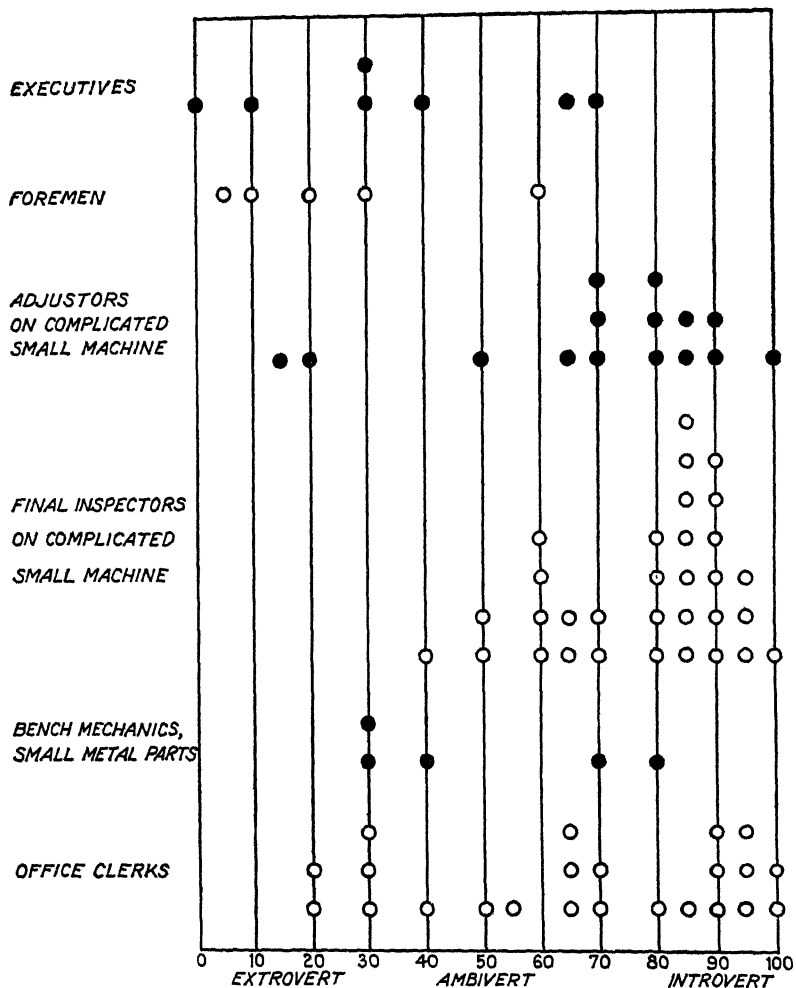 EXECUTIVES
FOREMEN
ADJUSTORS
ON COMPLICATED
SMALL MACHINE
FINAL INSPECTORS
ON COMPLICATED
SMALL MACHINE
BENCH MECHANICS,
SMALL METAL PARTS
OFFICE CLERKS
0 10 20 30 40 50 60 70 80 90 100
EXTROVERT AMBIVERT INTROVERT